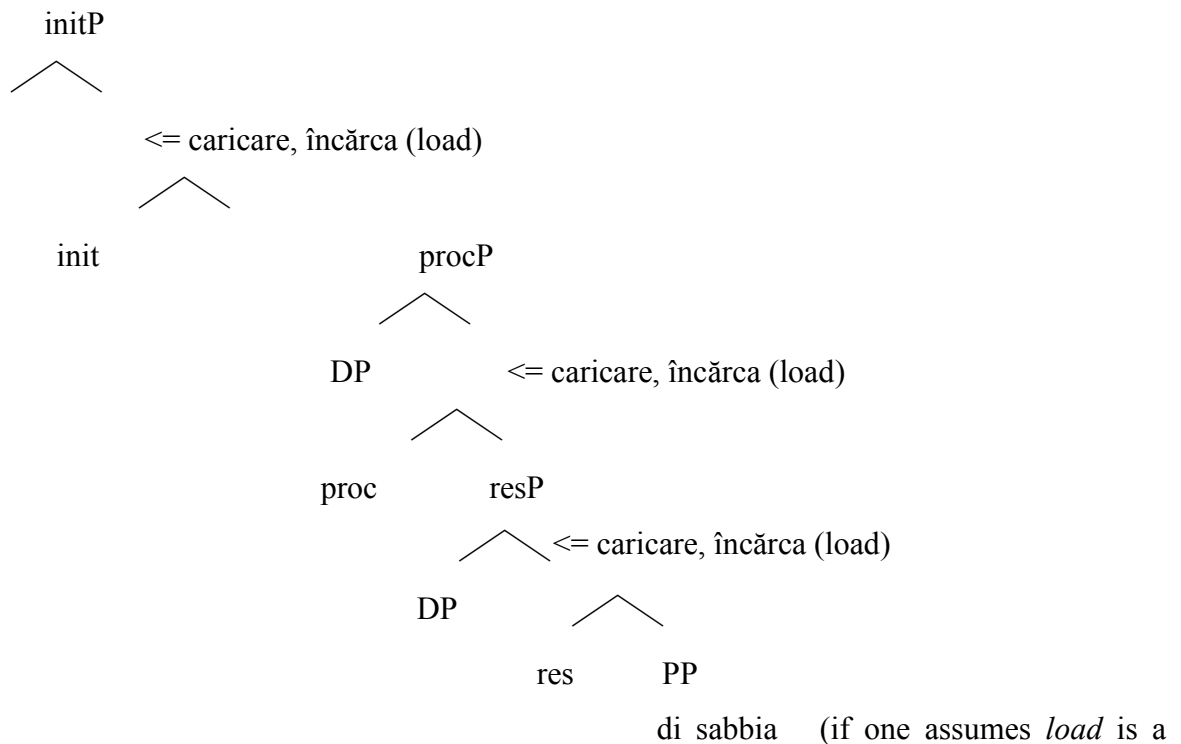 initP
<= caricare, încărca (load)
init procP
DP <= caricare, încărca (load)
proc resP
<= caricare, încărca (load)
DP
res PP
di sabbia (if one assumes load is a